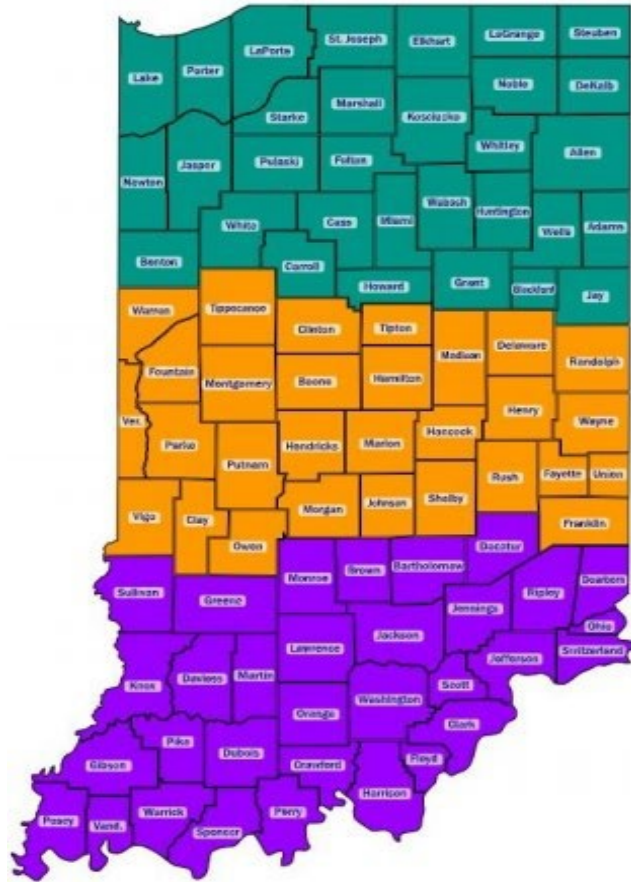 St. Joseph
Elkhart
LaGrange
Steuben
LaPorte
Lake
Porter
Noble
DeKalb
Marshall
Starke
Kosciusko
Whitley
Allen
Jasper
Pulaski
Fulton
Newton
Wabash
Huntington
Miami
White
Cass
Wells
Adams
Benton
Carroll
Howard
Grant
Blackford
Jay
Warren
Tippecanoe
Clinton
Tipton
Madison
Delaware
Randolph
Fountain
Montgomery
Boone
Hamilton
Henry
Wayne
Ver.
Parke
Putnam
Hendricks
Marion
Hancock
Rush
Fayette
Union
Vigo
Clay
Morgan
Johnson
Shelby
Franklin
Owen
Decatur
Monroe
Brown
Bartholomew
Dearborn
Sullivan
Greene
Ripley
Jennings
Ohio
Jackson
Lawrence
Switzerland
Jefferson
Knox
Daviess
Martin
Scott
Washington
Orange
Clark
Pike
Dubois
Floyd
Gibson
Crawford
Harrison
Posey
Vand.
Warrick
Perry
Spencer